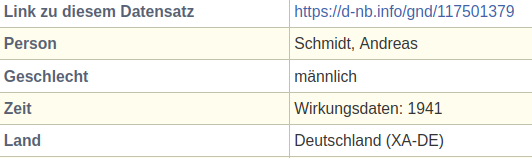 Link zu diesem Datensatz https://d-nb.info/gnd/117501379
Person Schmidt, Andreas
Geschlecht männlich
Zeit Wirkungsdaten: 1941
Land Deutschland (XA-DE)